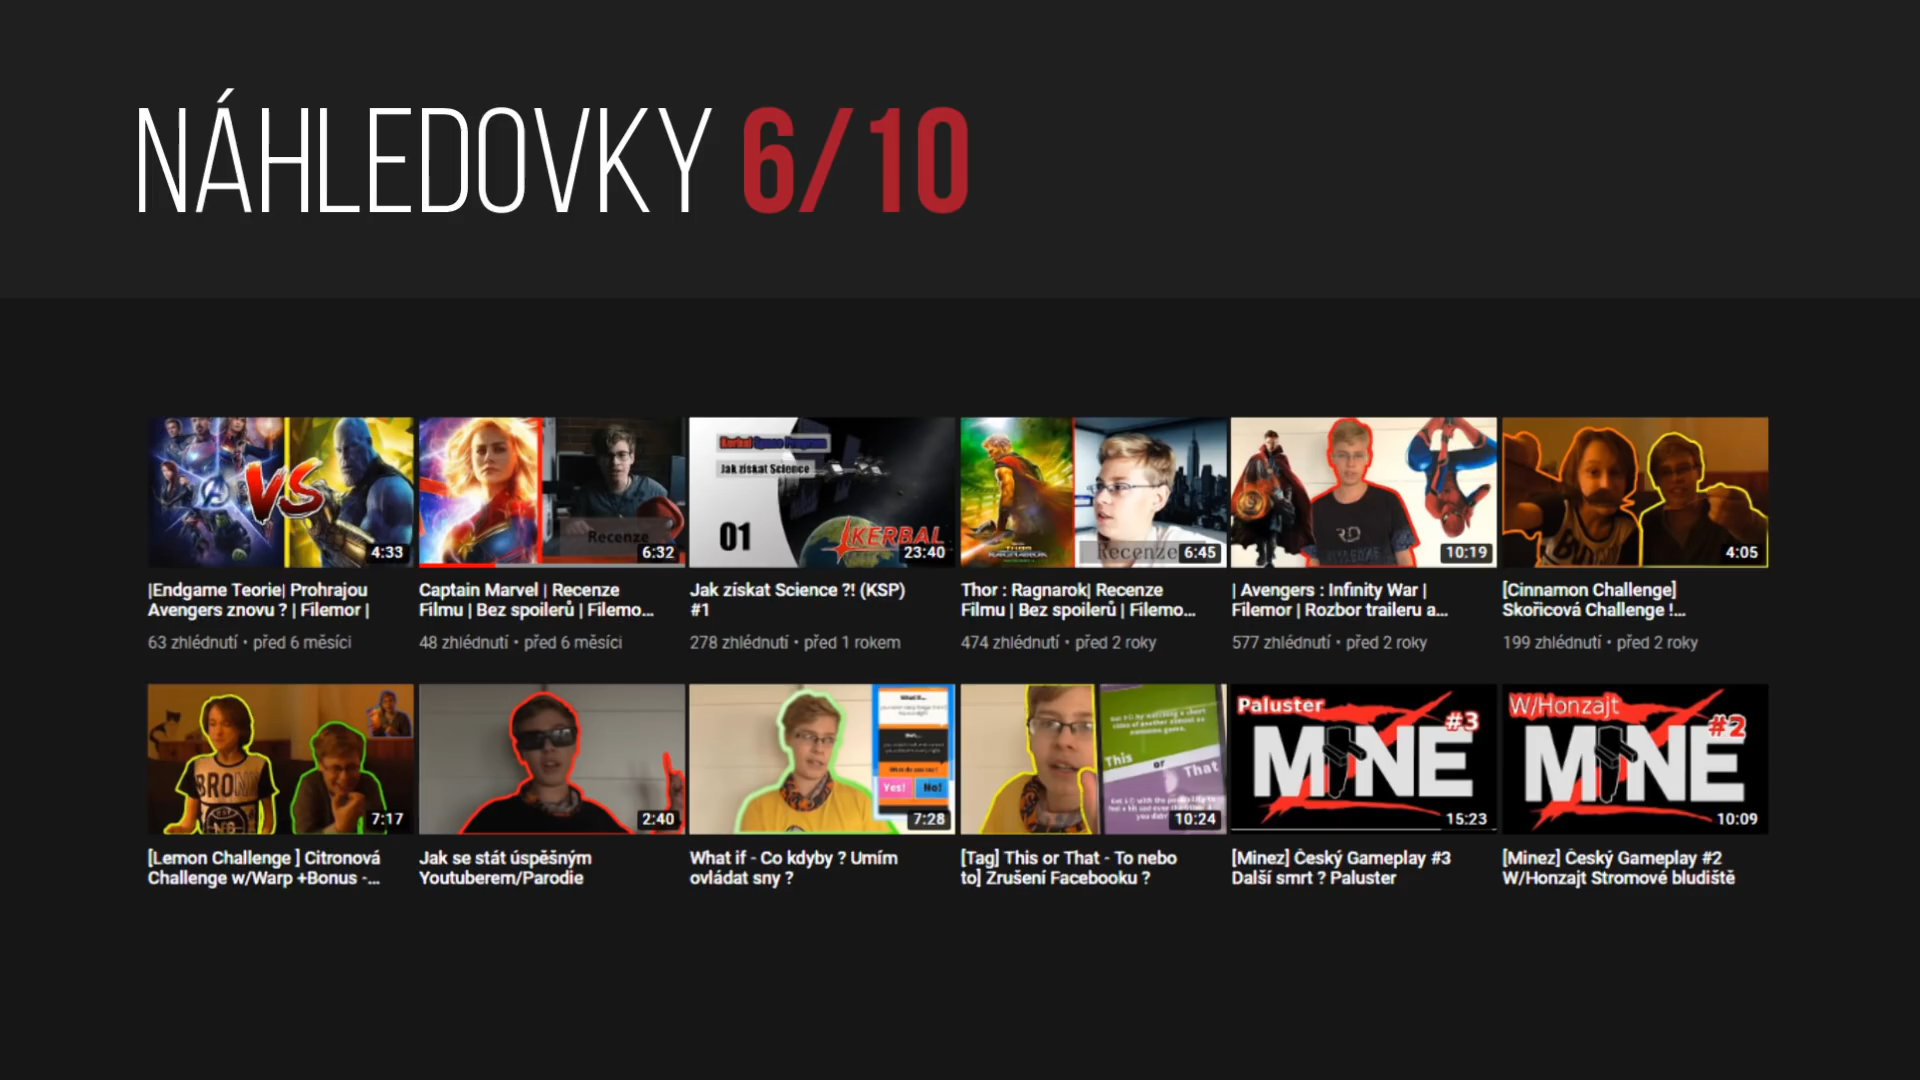 NÁHLEDOVKY 6/10
VS
4:33
Recenze
6:32
Kerbal Space Program
Jak získat Science
01
KERBAL
23:40
Recenze
6:45
10:19
4:05
|Endgame Teorie| Prohrajou
Avengers znovu ? | Filemor |
63 zhlédnutí • před 6 měsíci
Captain Marvel | Recenze
Filmu | Bez spoilerů | Filemo...
48 zhlédnutí • před 6 měsíci
Jak získat Science ?! (KSP)
#1
278 zhlédnutí • před 1 rokem
Thor : Ragnarok| Recenze
Filmu | Bez spoilerů | Filemo...
474 zhlédnutí • před 2 roky
| Avengers : Infinity War |
Filemor | Rozbor traileru a...
577 zhlédnutí • před 2 roky
[Cinnamon Challenge]
Skořicová Challenge !...
199 zhlédnutí • před 2 roky
7:17
2:40
What if...
But...
Yes!
No!
7:28
This
or
That
10:24
Paluster
#3
MINE
15:23
W/Honzajt
#2
MINE
10:09
[Lemon Challenge ] Citronová
Challenge w/Warp +Bonus -...
Jak se stát úspěšným
Youtuberem/Parodie
What if - Co kdyby ? Umím
ovládat sny ?
[Tag] This or That - To nebo
to] Zrušení Facebooku ?
[Minez] Český Gameplay #3
Další smrt ? Paluster
[Minez] Český Gameplay #2
W/Honzajt Stromové bludiště